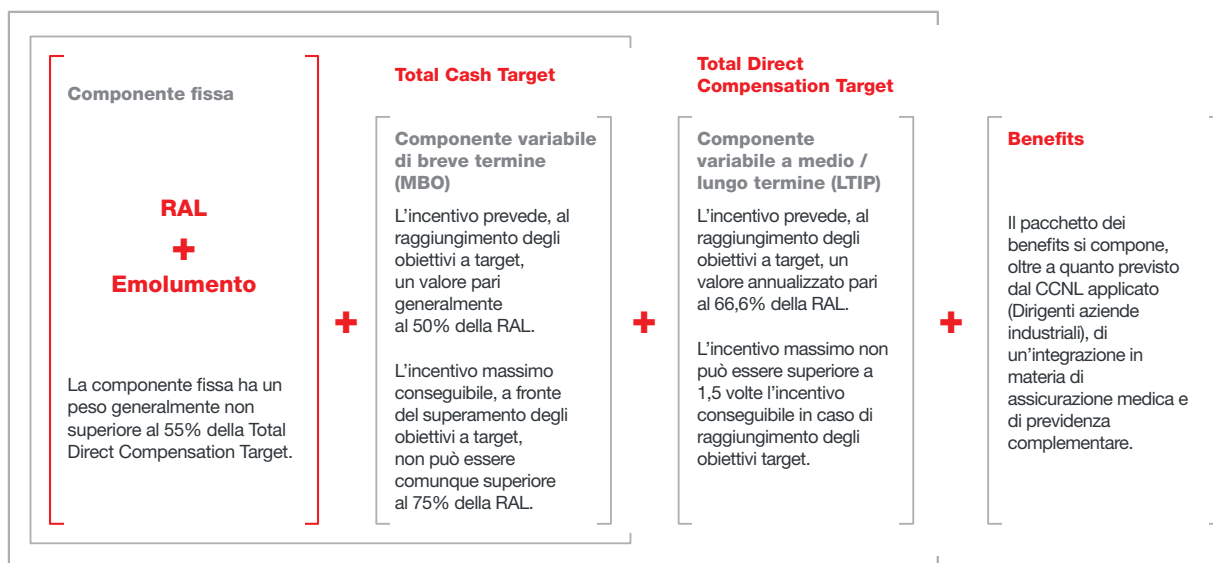 Componente fissa
RAL
+
Emolumento
La componente fissa ha un
peso generalmente non
superiore al 55% della Total
Direct Compensation Target.
+
Total Cash Target
Componente variabile
di breve termine
(MBO)
L’incentivo prevede, al
raggiungimento degli
obiettivi a target,
un valore pari
generalmente
al 50% della RAL.
L’incentivo massimo
conseguibile, a fronte
del superamento degli
obiettivi a target,
non può essere
comunque superiore
al 75% della RAL.
+
Total Direct
Compensation Target
Componente
variabile a medio /
lungo termine (LTIP)
L’incentivo prevede, al
raggiungimento degli
obiettivi a target, un
valore annualizzato pari
al 66,6% della RAL.
L’incentivo massimo non
può essere superiore a
1,5 volte l’incentivo
conseguibile in caso di
raggiungimento degli
obiettivi target.
+
Benefits
Il pacchetto dei
benefits si compone,
oltre a quanto previsto
dal CCNL applicato
(Dirigenti aziende
industriali), di
un’integrazione in
materia di
assicurazione medica e
di previdenza
complementare.